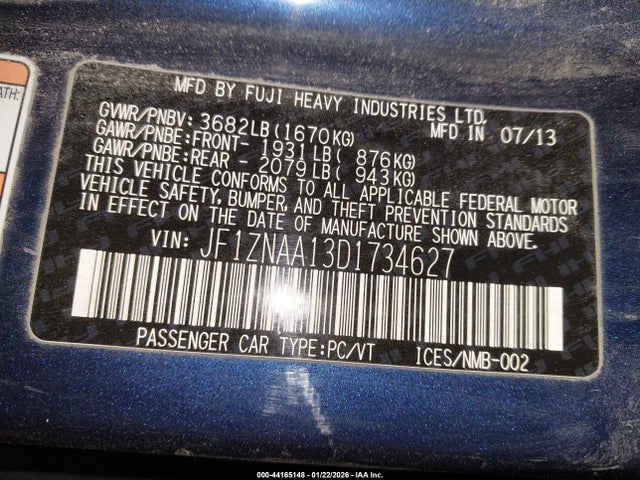 ATH:
MFD BY FUJI HEAVY INDUSTRIES LTD.
GVWR/PNBV: 3682LB(1670KG) MFD IN 07/13
GAWR/PNBE:FRONT- 1931LB( 876KG)
GAWR/PNBE:REAR - 2079LB( 943KG)
THIS VEHICLE CONFORMS TO ALL APPLICABLE FEDERAL MOTOR
VEHICLE SAFETY, BUMPER, AND THEFT PREVENTION STANDARDS
IN EFFECT ON THE DATE OF MANUFACTURE SHOWN ABOVE.
VIN: JF1ZNAA13D1734627
PASSENGER CAR TYPE:PC/VT ICES/NMB-002
000-44165148 - 01/22/2026 - IAA Inc.